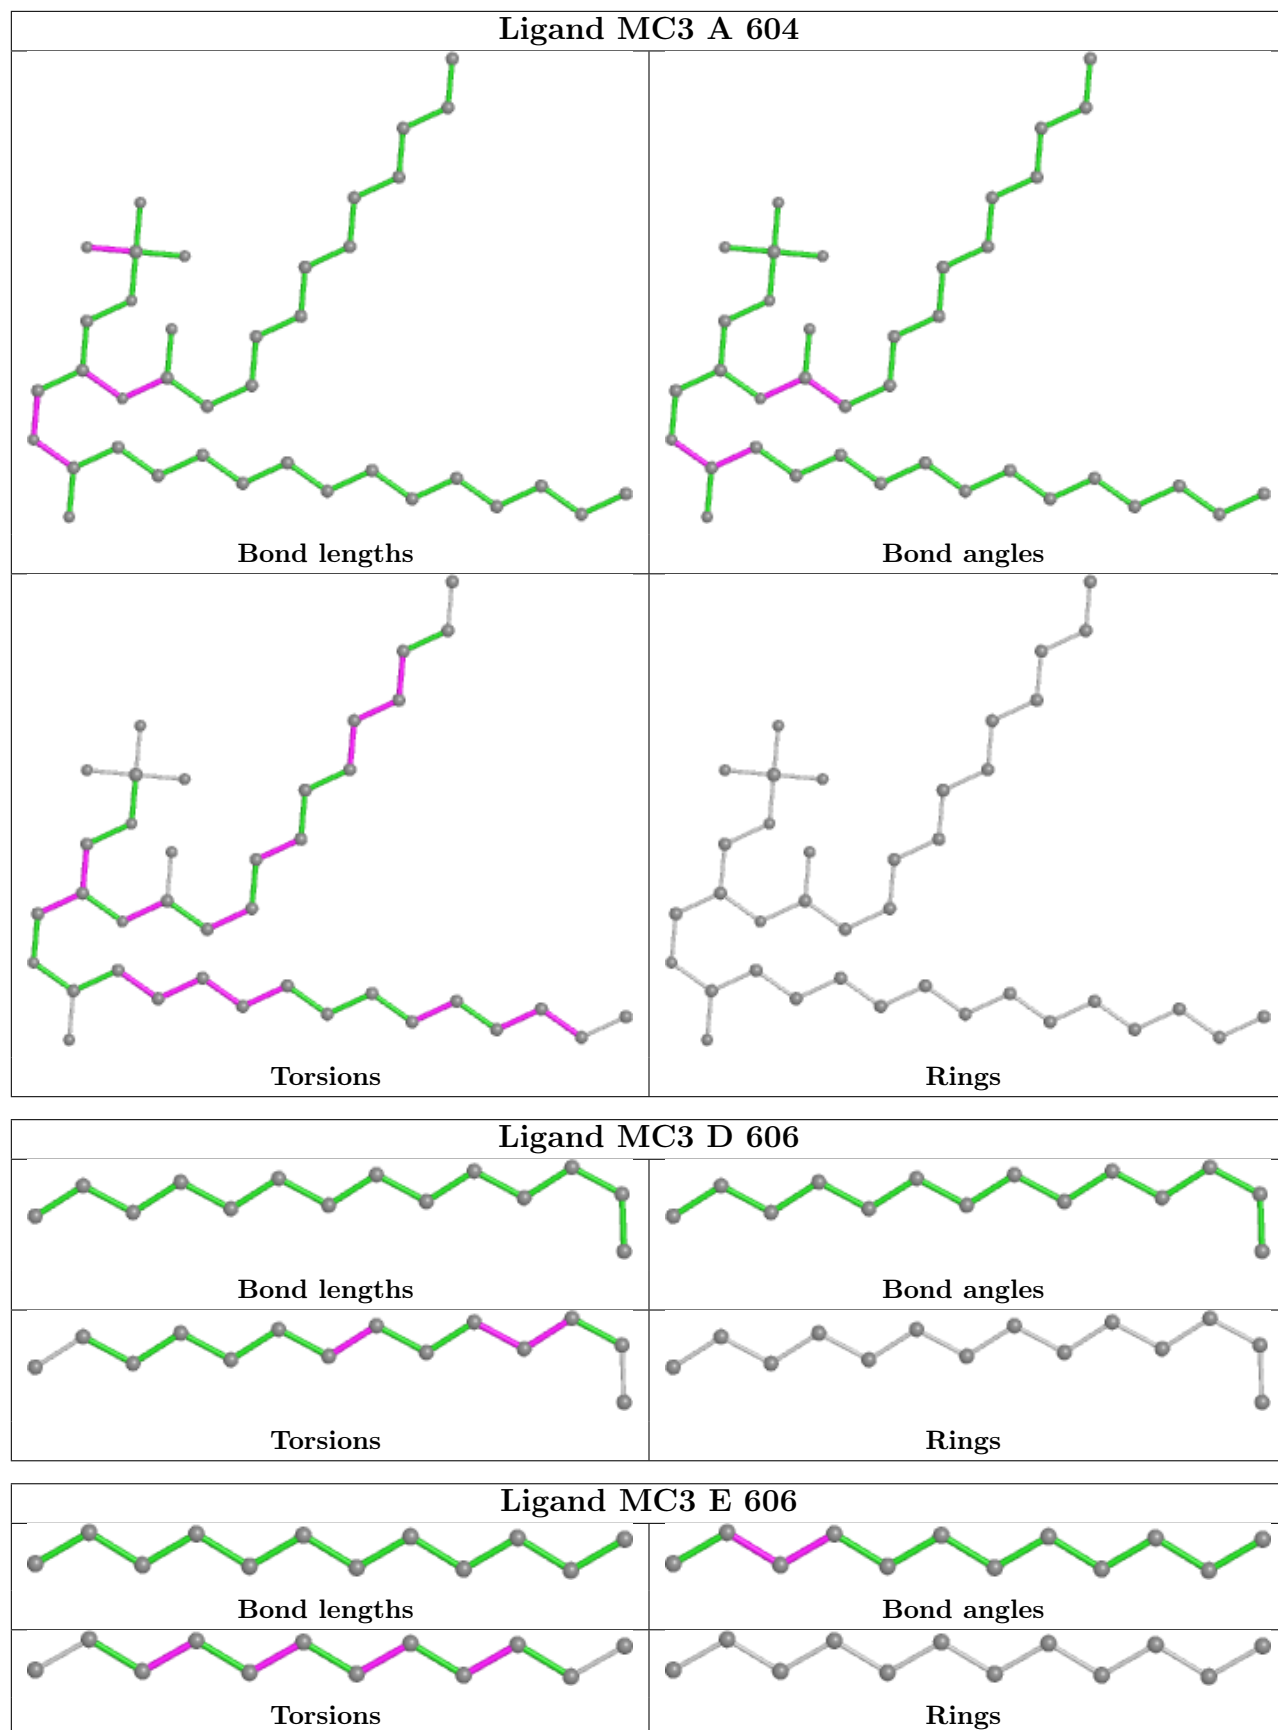 Ligand MC3 A 604
Bond lengths
Bond angles
Torsions
Rings
Ligand MC3 D 606
Bond lengths
Bond angles
Torsions
Rings
Ligand MC3 E 606
Bond lengths
Bond angles
Torsions
Rings